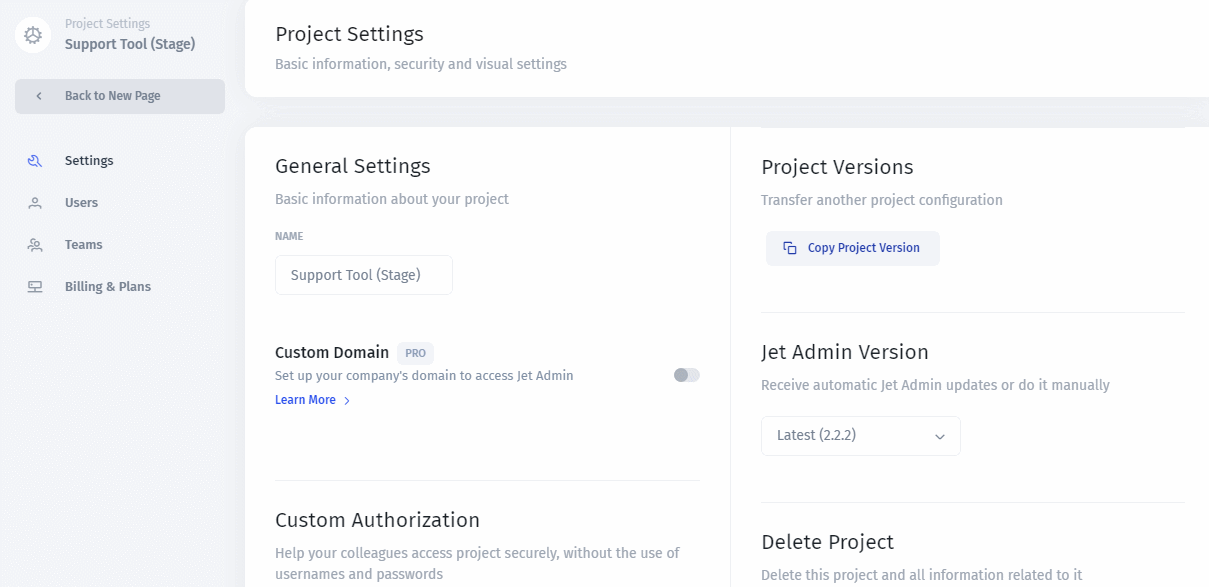 Project Settings
Support Tool (Stage)
Back to New Page
Settings
Users
Teams
Billing & Plans
Project Settings
Basic information, security and visual settings
General Settings
Basic information about your project
NAME
Support Tool (Stage)
Custom Domain PRO
Set up your company's domain to access Jet Admin
Learn More
Custom Authorization
Help your colleagues access project securely, without the use of
usernames and passwords
Project Versions
Transfer another project configuration
Copy Project Version
Jet Admin Version
Receive automatic Jet Admin updates or do it manually
Latest (2.2.2)
Delete Project
Delete this project and all information related to it